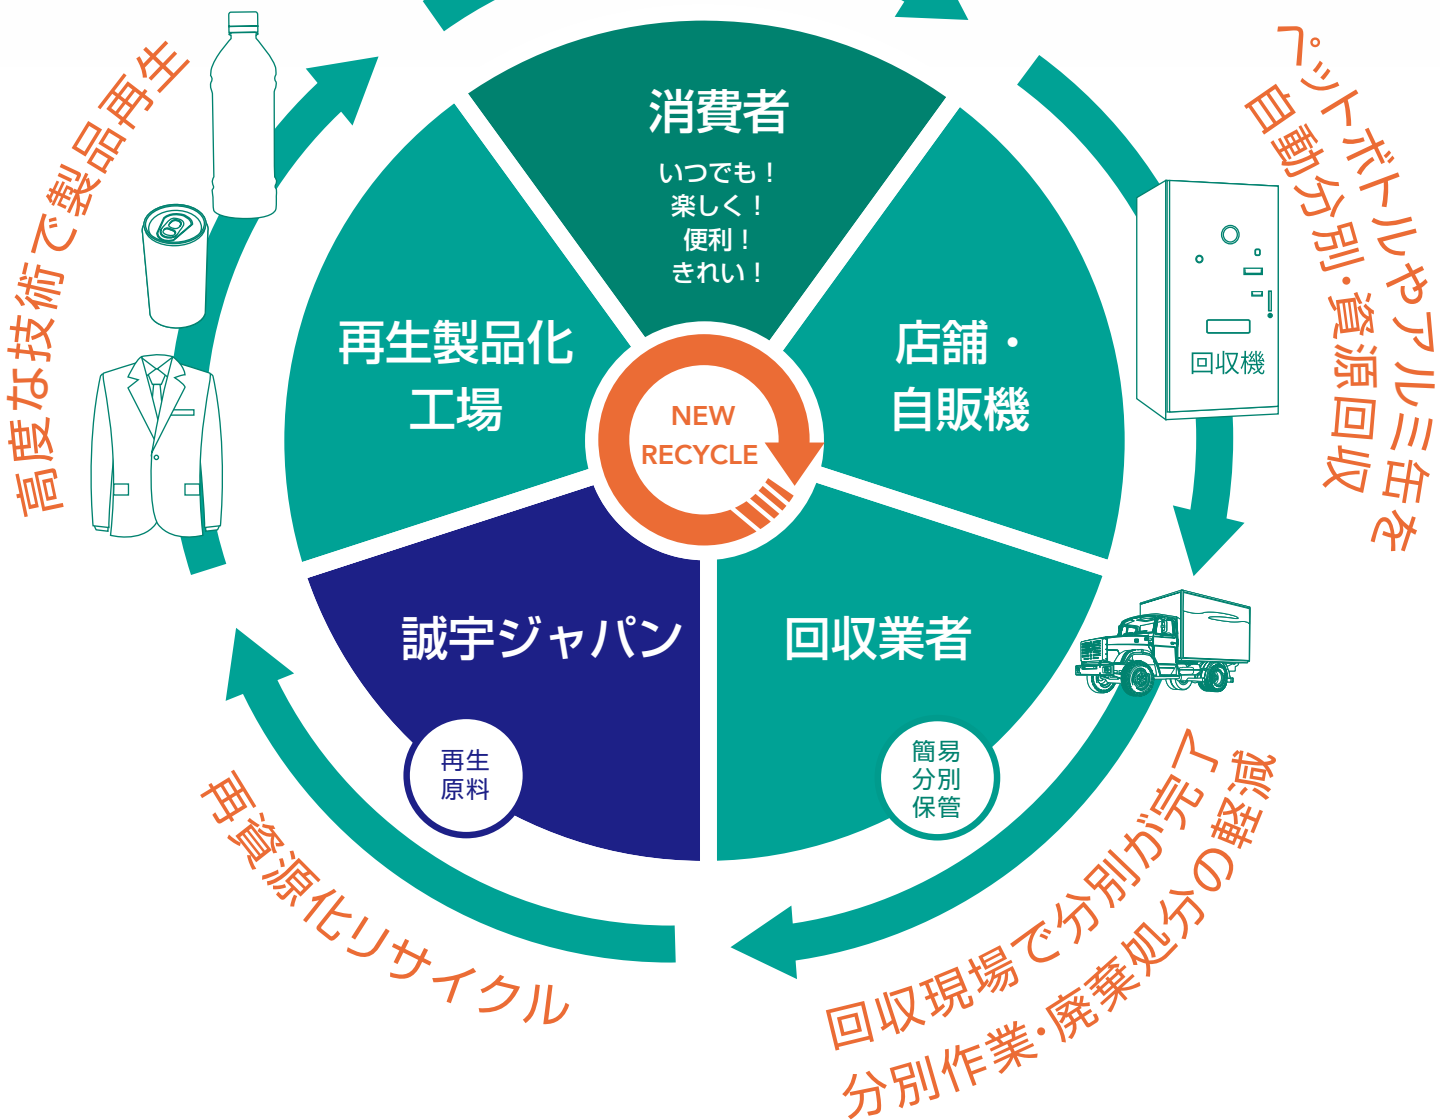 消費者
いつでも！
楽しく！
便利！
きれい！
店舗・
自販機
回収業者
簡易
分別
保管
誠宇ジャパン
再生
原料
再生製品化
工場
NEW
RECYCLE
ペットボトルやアルミ缶を
自動分別・資源回収
回収機
回収現場で分別が完了
分別作業・廃棄処分の軽減
再資源化リサイクル
高度な技術で製品再生